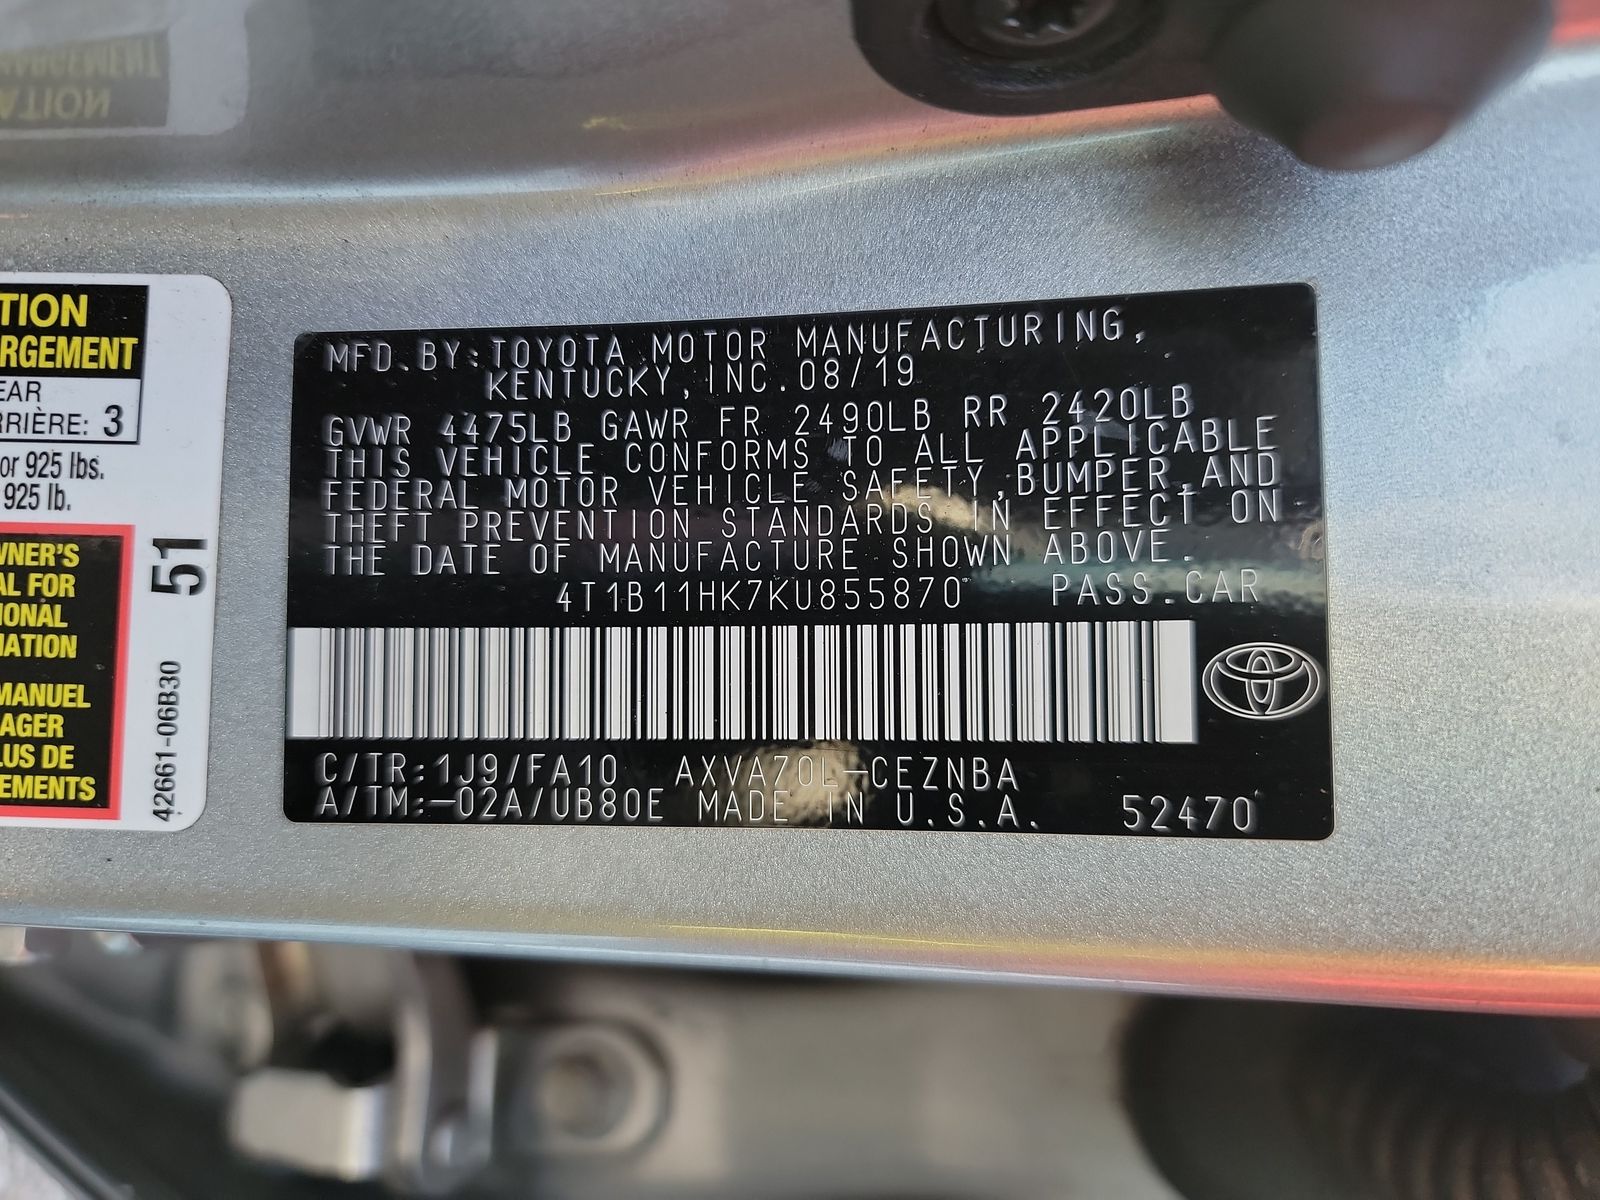 TION
RGEMENT
EAR
RRIÈRE: 3
or 925 lbs.
925 lb.
WNER'S
AL FOR
IONAL
MATION
MANUEL
AGER
LUS DE
EMENTS
51
42661-06B30
MFD. BY: TOYOTA MOTOR MANUFACTURING,
KENTUCKY, INC. 08/19
GVWR 4475LB GAWR FR 2490LB RR 2420LB
THIS VEHICLE CONFORMS TO ALL APPLICABLE
FEDERAL MOTOR VEHICLE SAFETY, BUMPER, AND
THEFT PREVENTION STANDARDS IN EFFECT ON
THE DATE OF MANUFACTURE SHOWN ABOVE.
4T1B11HK7KU855870 PASS.CAR
C/TR:1J9/FA10 AXVA70L-CEZNBA
A/TM:-02A/UB80E MADE IN U.S.A. 52470